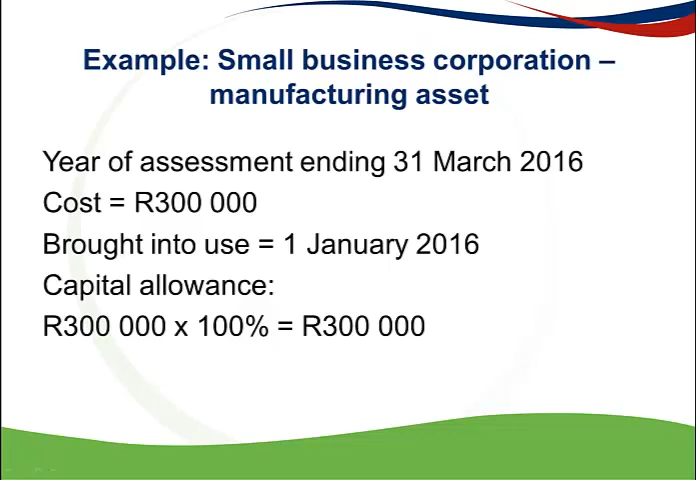 Example: Small business corporation –
manufacturing asset
Year of assessment ending 31 March 2016
Cost = R300 000
Brought into use = 1 January 2016
Capital allowance:
R300 000 x 100% = R300 000